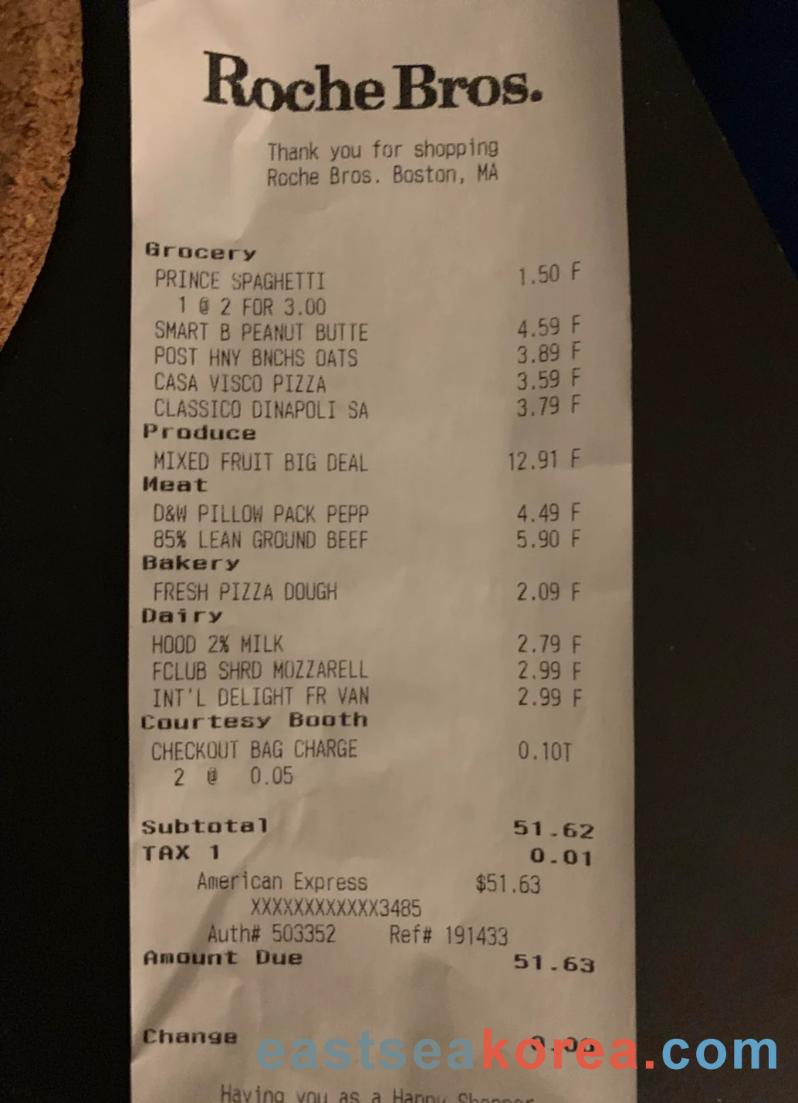 Roche Bros.
Thank you for shopping
Roche Bros. Boston, MA
Grocery
PRINCE SPAGHETTI 1.50 F
1 @ 2 FOR 3.00
SMART B PEANUT BUTTE 4.59 F
POST HNY BNCHS OATS 3.89 F
CASA VISCO PIZZA 3.59 F
CLASSICO DINAPOLI SA 3.79 F
Produce
MIXED FRUIT BIG DEAL 12.91 F
Meat
D&W PILLOW PACK PEPP 4.49 F
85% LEAN GROUND BEEF 5.90 F
Bakery
FRESH PIZZA DOUGH 2.09 F
Dairy
HOOD 2% MILK 2.79 F
FCLUB SHRD MOZZARELL 2.99 F
INT'L DELIGHT FR VAN 2.99 F
Courtesy Booth
CHECKOUT BAG CHARGE 0.10T
2 @ 0.05
Subtotal 51.62
TAX 1 0.01
American Express $51.63
XXXXXXXXXXXX3485
Auth# 503352 Ref# 191433
Amount Due 51.63
Change
eastseakorea.com
Having you as a Happy Shopper